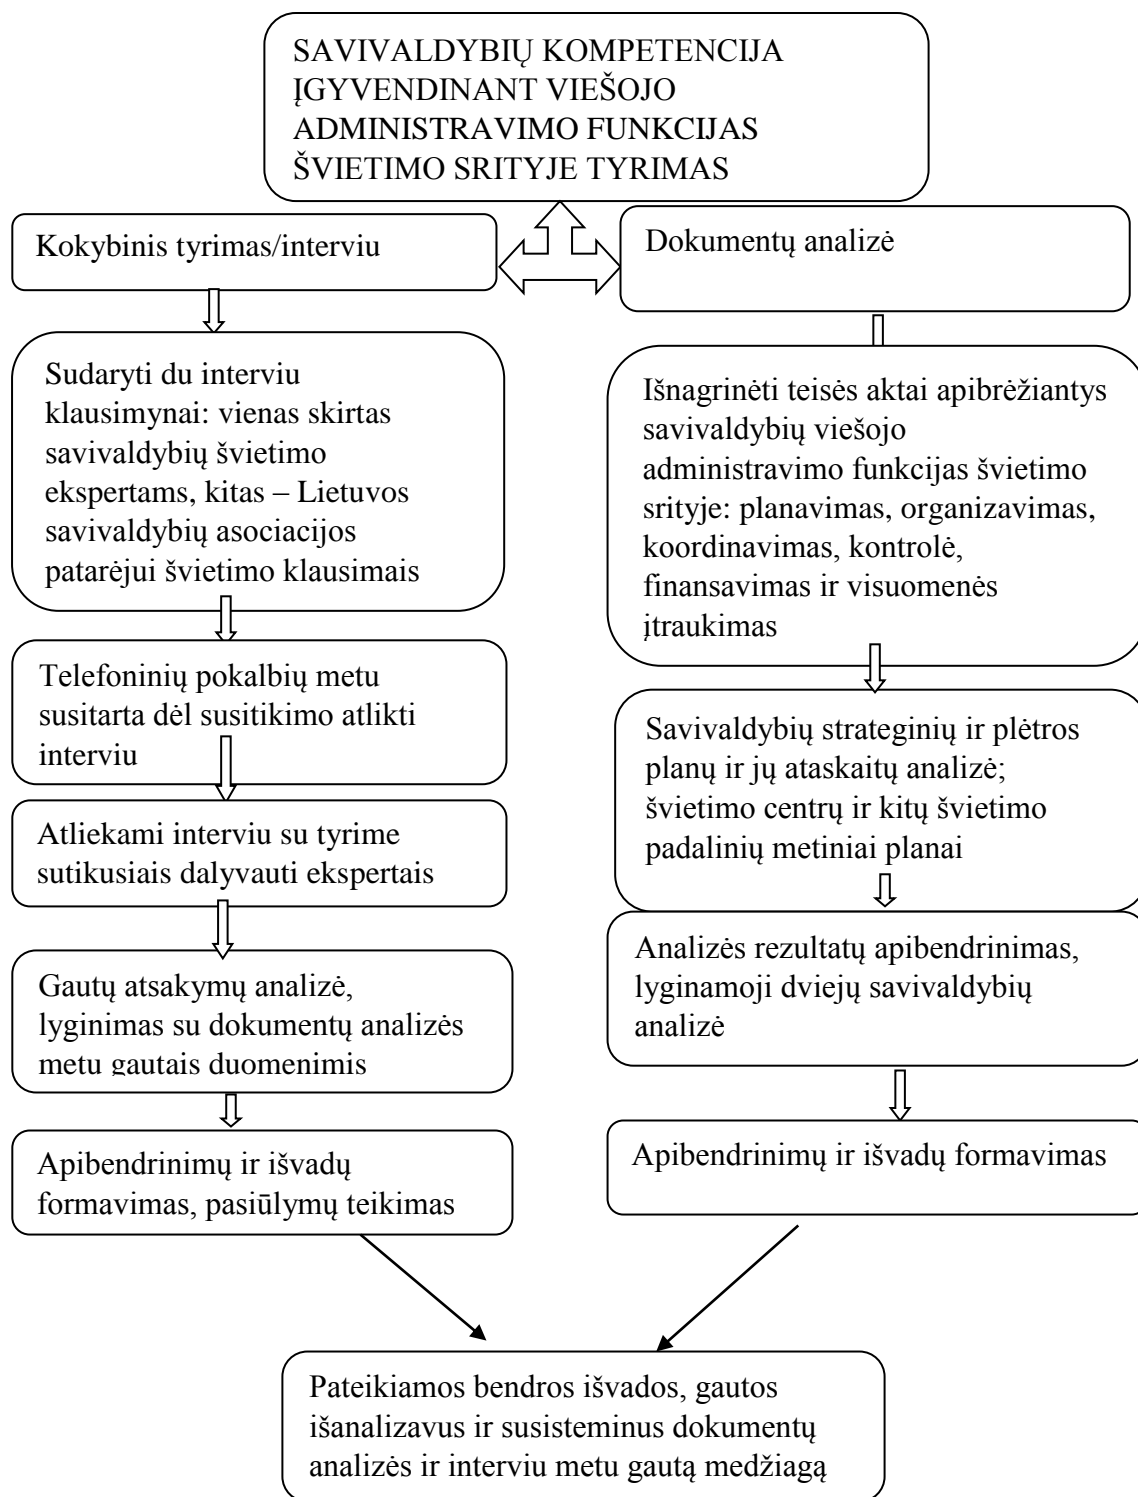 SAVIVALDYBIŲ KOMPETENCIJA
ĮGYVENDINANT VIEŠOJO
ADMINISTRAVIMO FUNKCIJAS
ŠVIETIMO SRITYJE TYRIMAS
Kokybinis tyrimas/interviu
Sudaryti du interviu
klausimynai: vienas skirtas
savivaldybių švietimo
ekspertams, kitas – Lietuvos
savivaldybių asociacijos
patarėjui švietimo klausimais
Telefoninių pokalbių metu
susitarta dėl susitikimo atlikti
interviu
Atliekami interviu su tyrime
sutikusiais dalyvauti ekspertais
Gautų atsakymų analizė,
lyginimas su dokumentų analizės
metu gautais duomenimis
Apibendrinimų ir išvadų
formavimas, pasiūlymų teikimas
Dokumentų analizė
Išnagrinėti teisės aktai apibrėžiantys
savivaldybių viešojo
administravimo funkcijas švietimo
srityje: planavimas, organizavimas,
koordinavimas, kontrolė,
finansavimas ir visuomenės
įtraukimas
Savivaldybių strateginių ir plėtros
planų ir jų ataskaitų analizė;
švietimo centrų ir kitų švietimo
padalinių metiniai planai
Analizės rezultatų apibendrinimas,
lyginamoji dviejų savivaldybių
analizė
Apibendrinimų ir išvadų formavimas
Pateikiamos bendros išvados, gautos
išanalizavus ir susisteminus dokumentų
analizės ir interviu metu gautą medžiagą